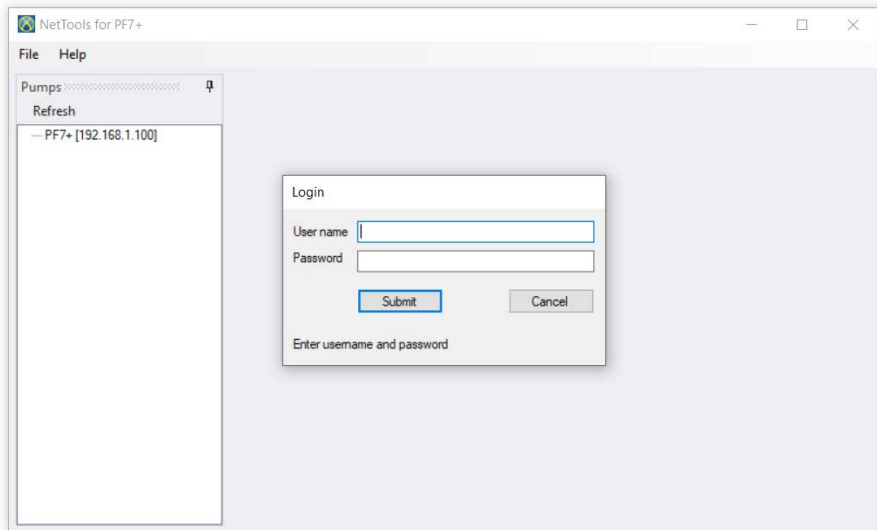 NetTools for PF7+
File Help
Pumps
Refresh
PF7+ [192.168.1.100]
Login
User name
Password
Submit Cancel
Enter username and password